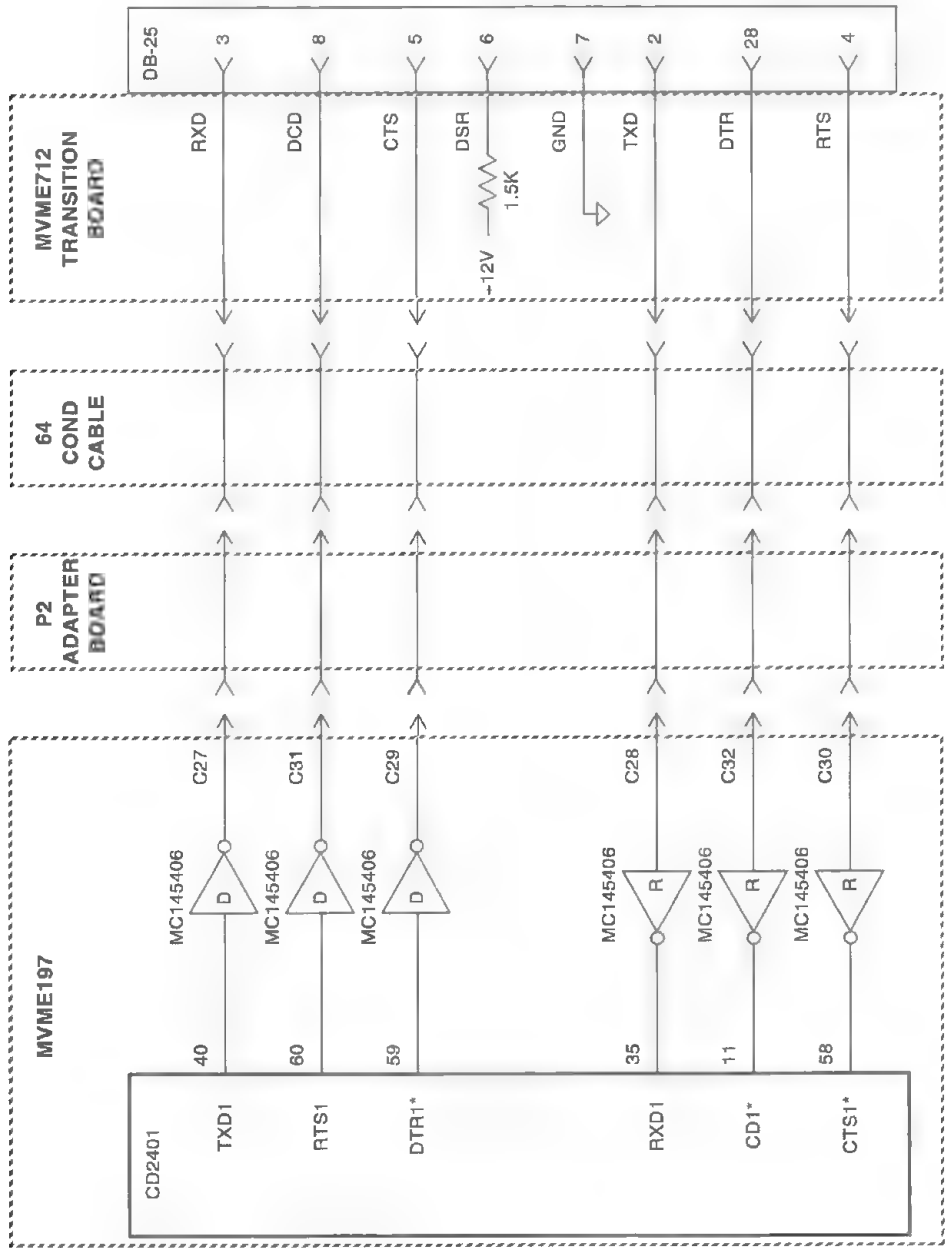 MVME197
CD2401
TXD1
40
MC145406
D
C27
RTS1
60
MC145406
D
C31
DTR1*
59
MC145406
D
C29
RXD1
35
MC145406
R
C28
CD1*
11
MC145406
R
C32
CTS1*
58
MC145406
R
C30
P2
ADAPTER
BOARD
64
COND
CABLE
MVME712
TRANSITION
BOARD
RXD
DCD
CTS
DSR
+12V
1.5K
GND
TXD
DTR
RTS
DB-25
3
8
5
6
7
2
28
4